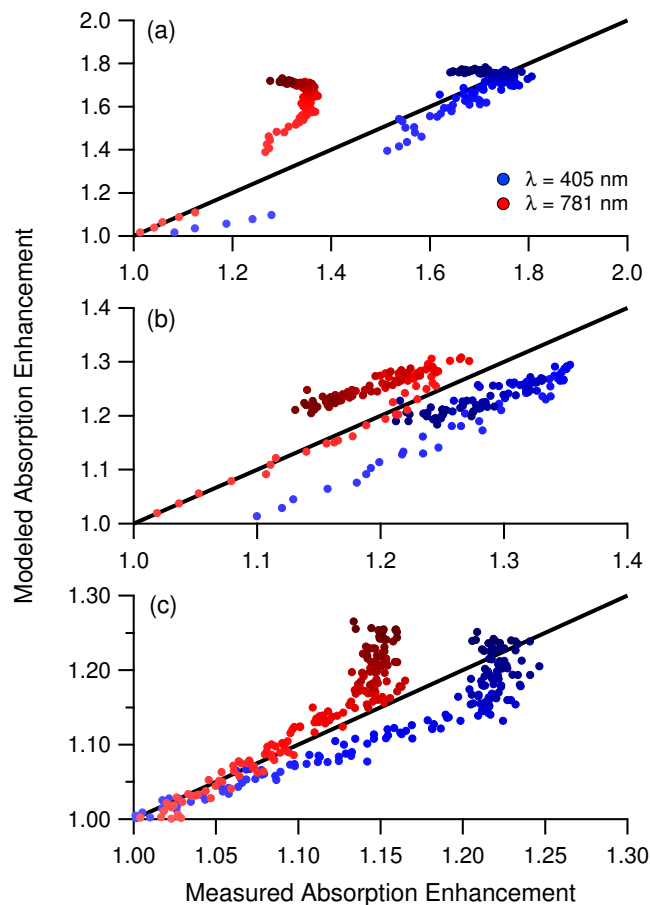 (a)
2.0
1.8
1.6
1.4
1.2
1.0
λ = 405 nm
λ = 781 nm
1.0 1.2 1.4 1.6 1.8 2.0
(b)
1.4
1.3
1.2
1.1
1.0
1.0 1.1 1.2 1.3 1.4
Modeled Absorption Enhancement
(c)
1.30
1.20
1.10
1.00
1.00 1.05 1.10 1.15 1.20 1.25 1.30
Measured Absorption Enhancement